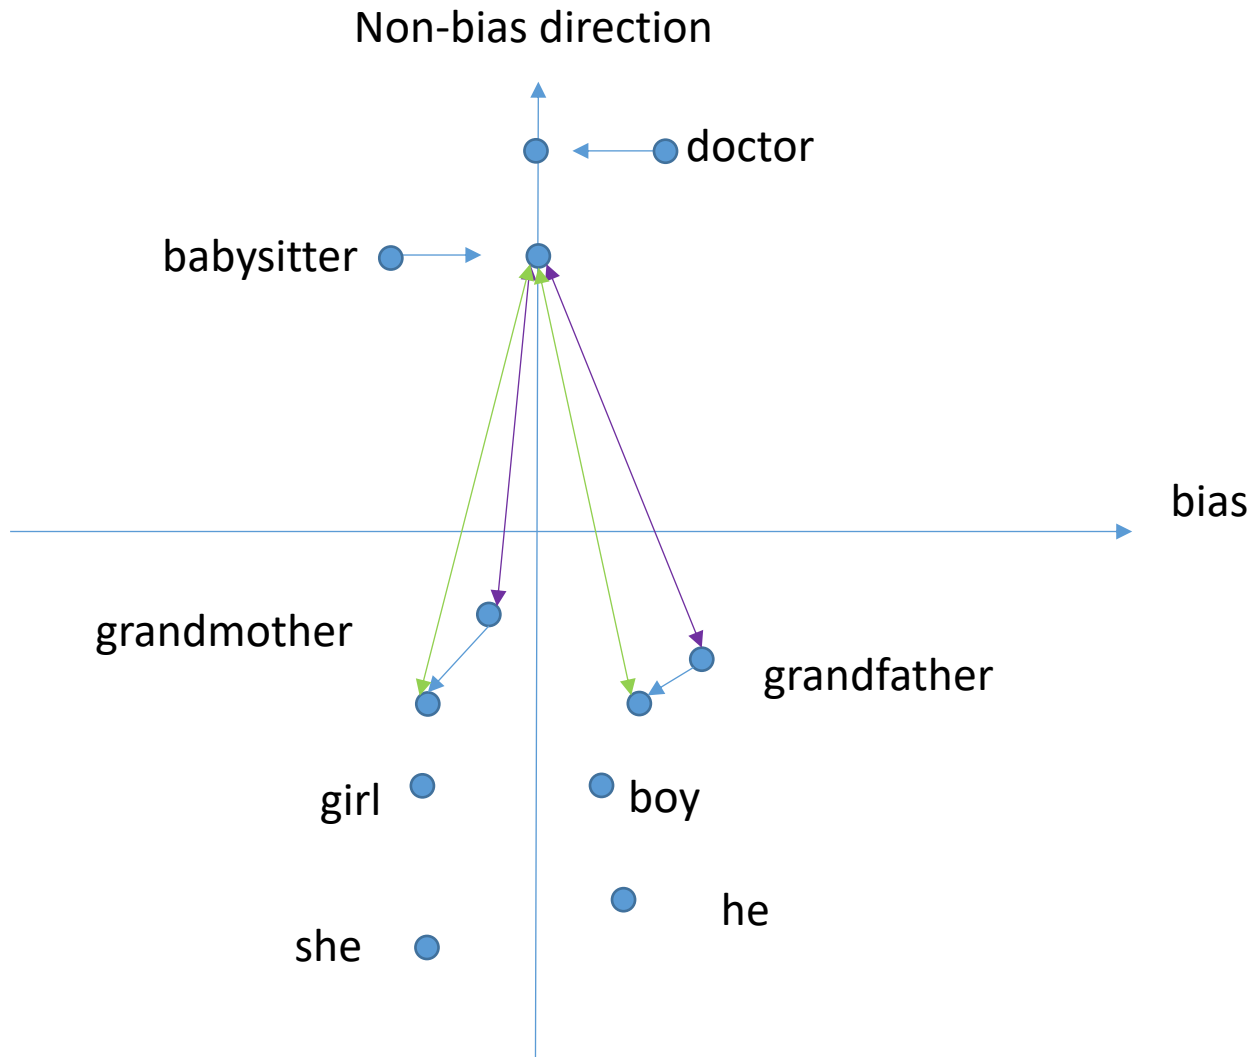 Non-bias direction
doctor
babysitter
bias
grandmother
grandfather
girl
boy
he
she